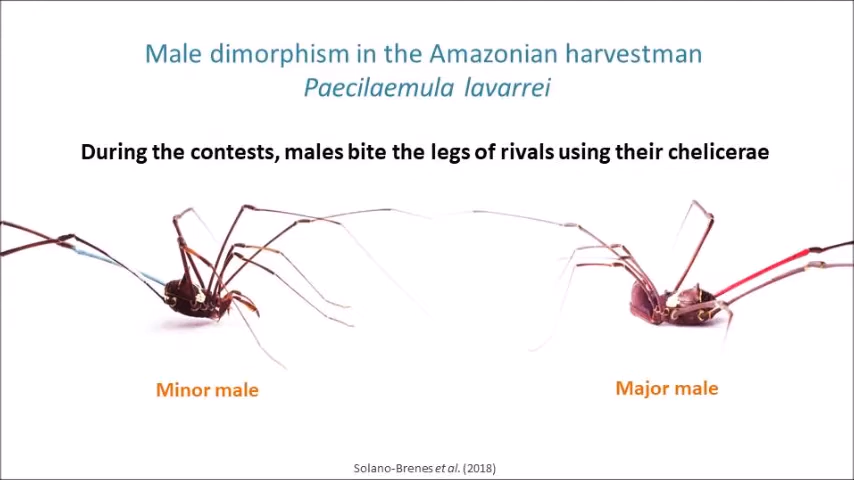 Male dimorphism in the Amazonian harvestman
Paecilaemula lavarrei
During the contests, males bite the legs of rivals using their chelicerae
Minor male
Major male
Solano-Brenes et al. (2018)